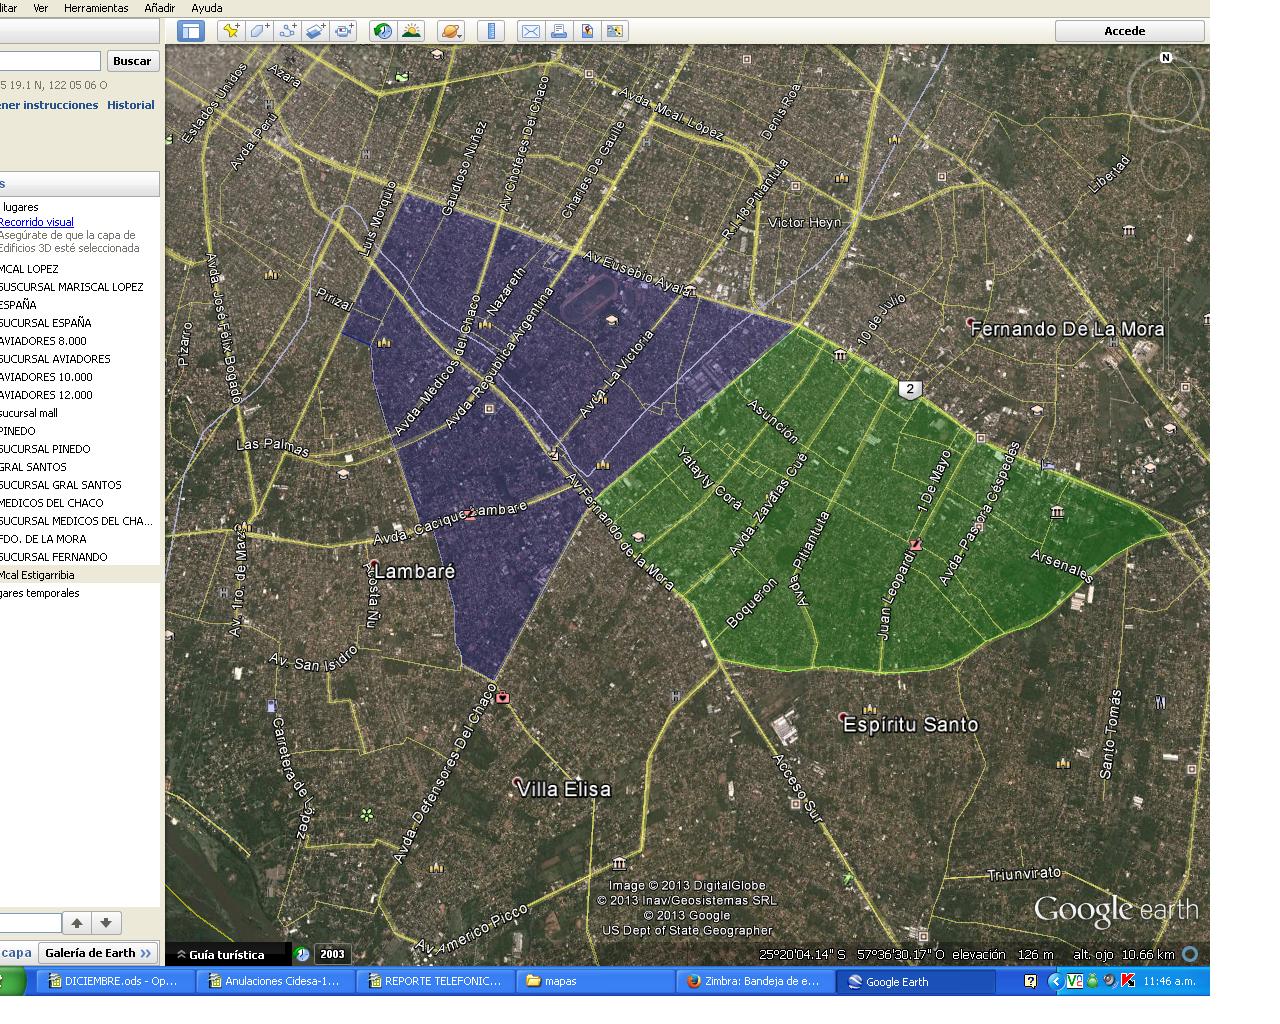 itar Ver Herramientas Añadir Ayuda
Accede
Buscar
5 19.1 N, 122 05 06 O
ener instrucciones Historial
s
lugares
Recorrido visual
Asegúrate de que la capa de
Edificios 3D esté seleccionada
MCAL LOPEZ
SUSCURSAL MARISCAL LOPEZ
ESPAÑA
SUCURSAL ESPAÑA
AVIADORES 8.000
SUCURSAL AVIADORES
AVIADORES 10.000
AVIADORES 12.000
sucursal mall
PINEDO
SUCURSAL PINEDO
GRAL SANTOS
SUCURSAL GRAL SANTOS
MEDICOS DEL CHACO
SUCURSAL MEDICOS DEL CHA...
FDO. DE LA MORA
SUCURSAL FERNANDO
Mcal Estigarribia
gares temporales
capa
Galería de Earth
N
Estados Unidos
Azara
Avda. Perú
Luis Morquio
Gaudioso Nuñez
Av Choferes Del Chaco
Charles De Gaulle
Avda. Mcal. López
Denis Roa
R.I. 18 Pitiantuta
Victor Heyn
Libertad
Av Eusebio Ayala
Pirizal
Nazareth
Avda. Médicos del Chaco
Avda. Republica Argentina
Avda. La Victoria
10 de Julio
Fernando De La Mora
2
Pizarro
Avda. José Félix Bogado
Las Palmas
Asunción
Yatayty Corá
Avda. Zavalas Cué
1 De Mayo
Avda. Pastora Céspedes
Avda. Cacique Lambare
Av. Fernando de la Mora
Av. 1ro. de Marzo
Lambaré
Acosta Ñu
Avda. Pitiantuta
Boqueron
Juan Leopardi
Arsenales
Av. San Isidro
Carretera de López
Avda. Defensores Del Chaco
Villa Elisa
Espíritu Santo
Santo Tomás
Acceso Sur
Triunvirato
Av. Americo Picco
Image © 2013 DigitalGlobe
© 2013 Inav/Geosistemas SRL
© 2013 Google
US Dept of State Geographer
Google earth
Guía turística
2003
25°20'04.14" S 57°36'30.17" O elevación 126 m alt. ojo 10.66 km
DICIEMBRE.ods - Op...
Anulaciones Cidesa-1...
REPORTE TELEFONIC...
mapas
Zimbra: Bandeja de e...
Google Earth
11:46 a.m.